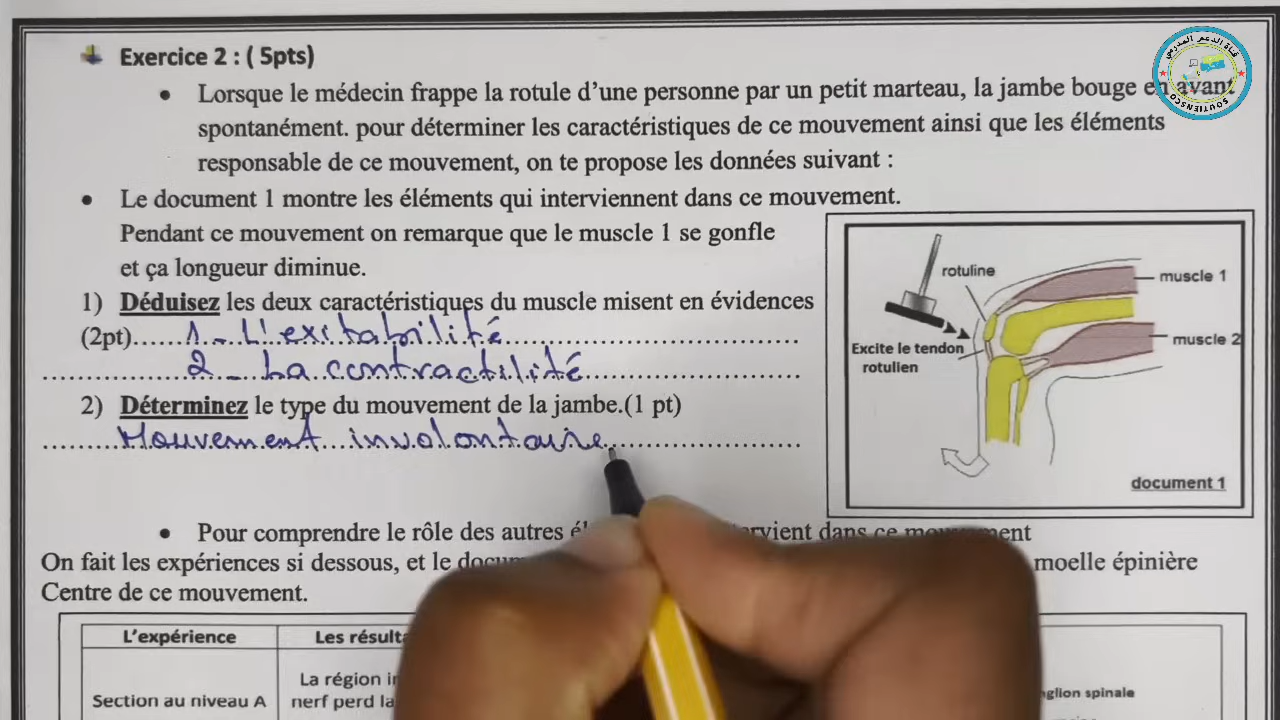 Exercice 2 : ( 5pts)
Lorsque le médecin frappe la rotule d'une personne par un petit marteau, la jambe bouge en avant
spontanément. pour déterminer les caractéristiques de ce mouvement ainsi que les éléments
responsable de ce mouvement, on te propose les données suivant :
Le document 1 montre les éléments qui interviennent dans ce mouvement.
Pendant ce mouvement on remarque que le muscle 1 se gonfle
et ça longueur diminue.
1) Déduisez les deux caractéristiques du muscle misent en évidences
(2pt)......1_ L'excitabilité
2_ La contractilité
2) Déterminez le type du mouvement de la jambe.(1 pt)
Mouvement involontaire
rotuline
muscle 1
Excite le tendon
rotulien
muscle 2
document 1
Pour comprendre le rôle des autres dans ce
On fait les expériences si dessous, et le moelle épinière
Centre de ce mouvement.
L'expérience
Les
Section au niveau A
La région
nerf perd la
spinale
قناة الدعم المدرسي
SOUTIENSCO